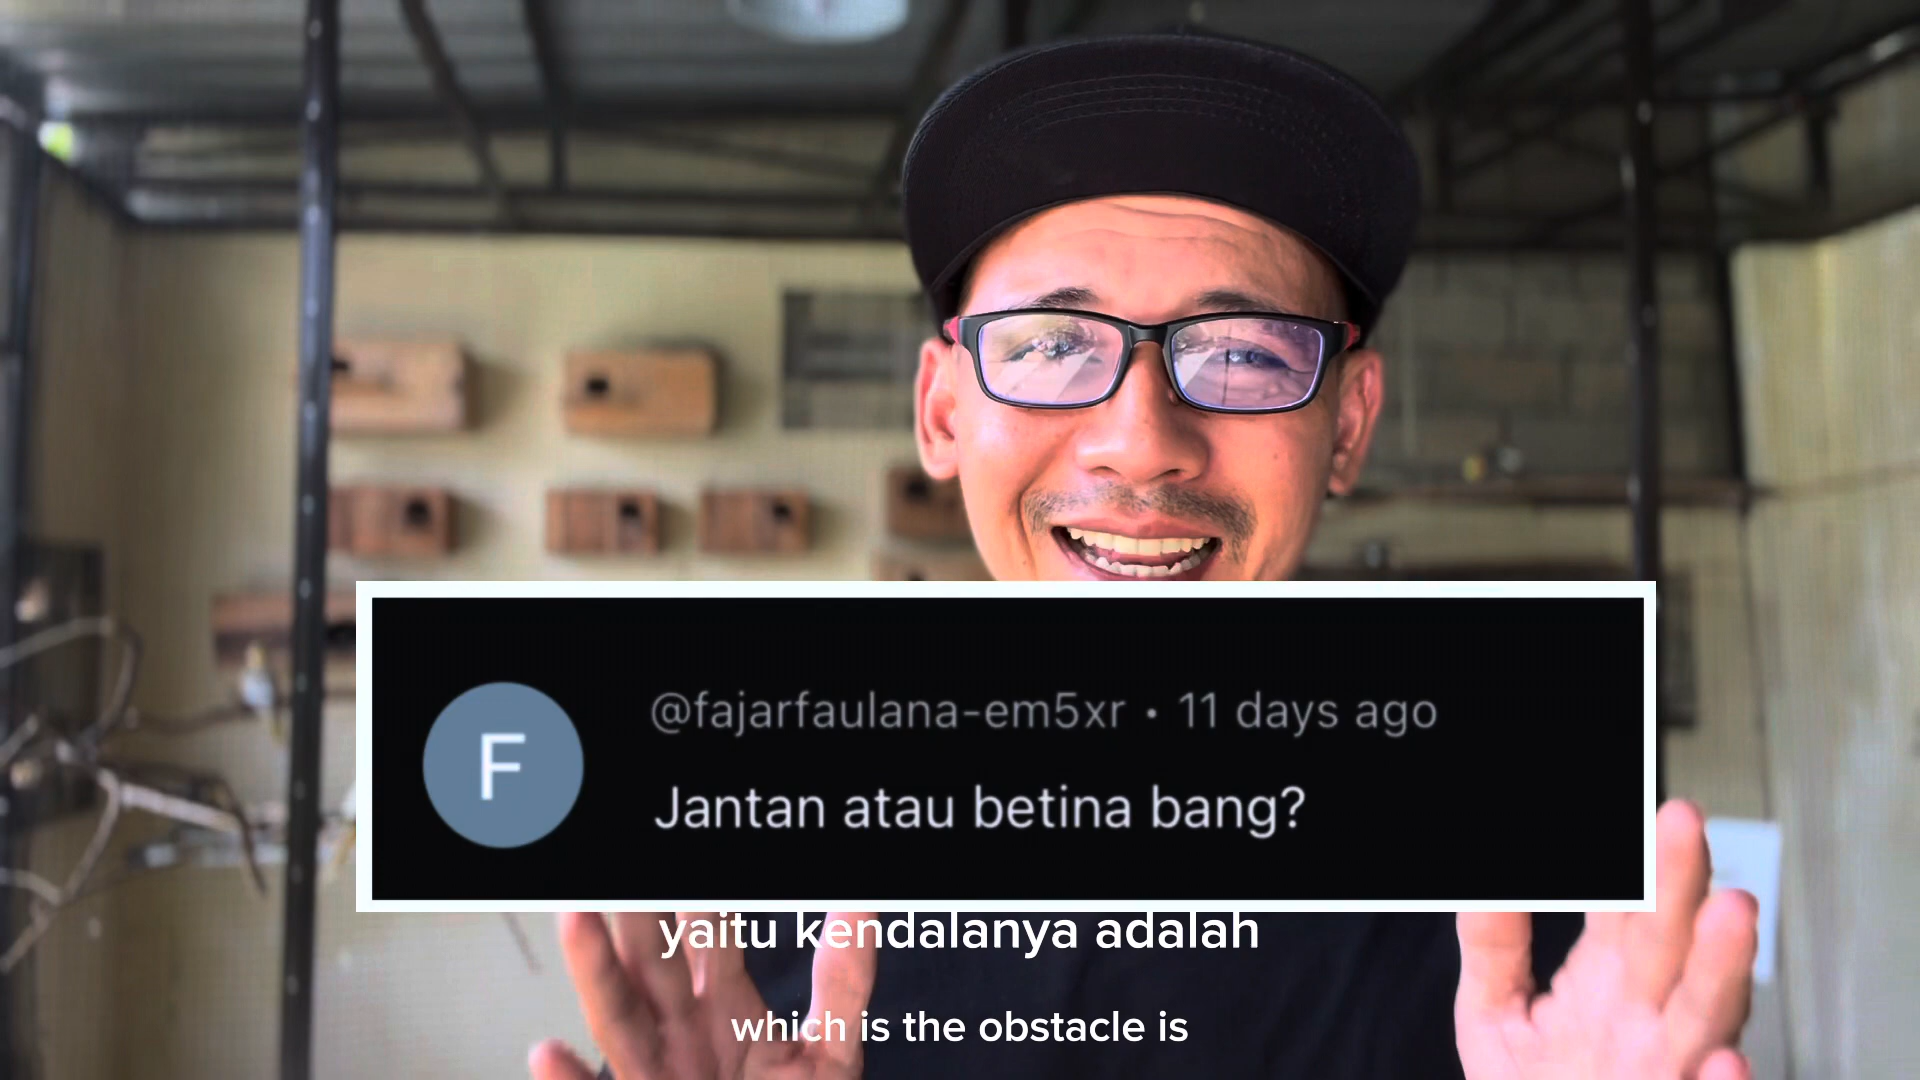 F
@fajarfaulana-em5xr • 11 days ago
Jantan atau betina bang?
yaitu kendalanya adalah
which is the obstacle is